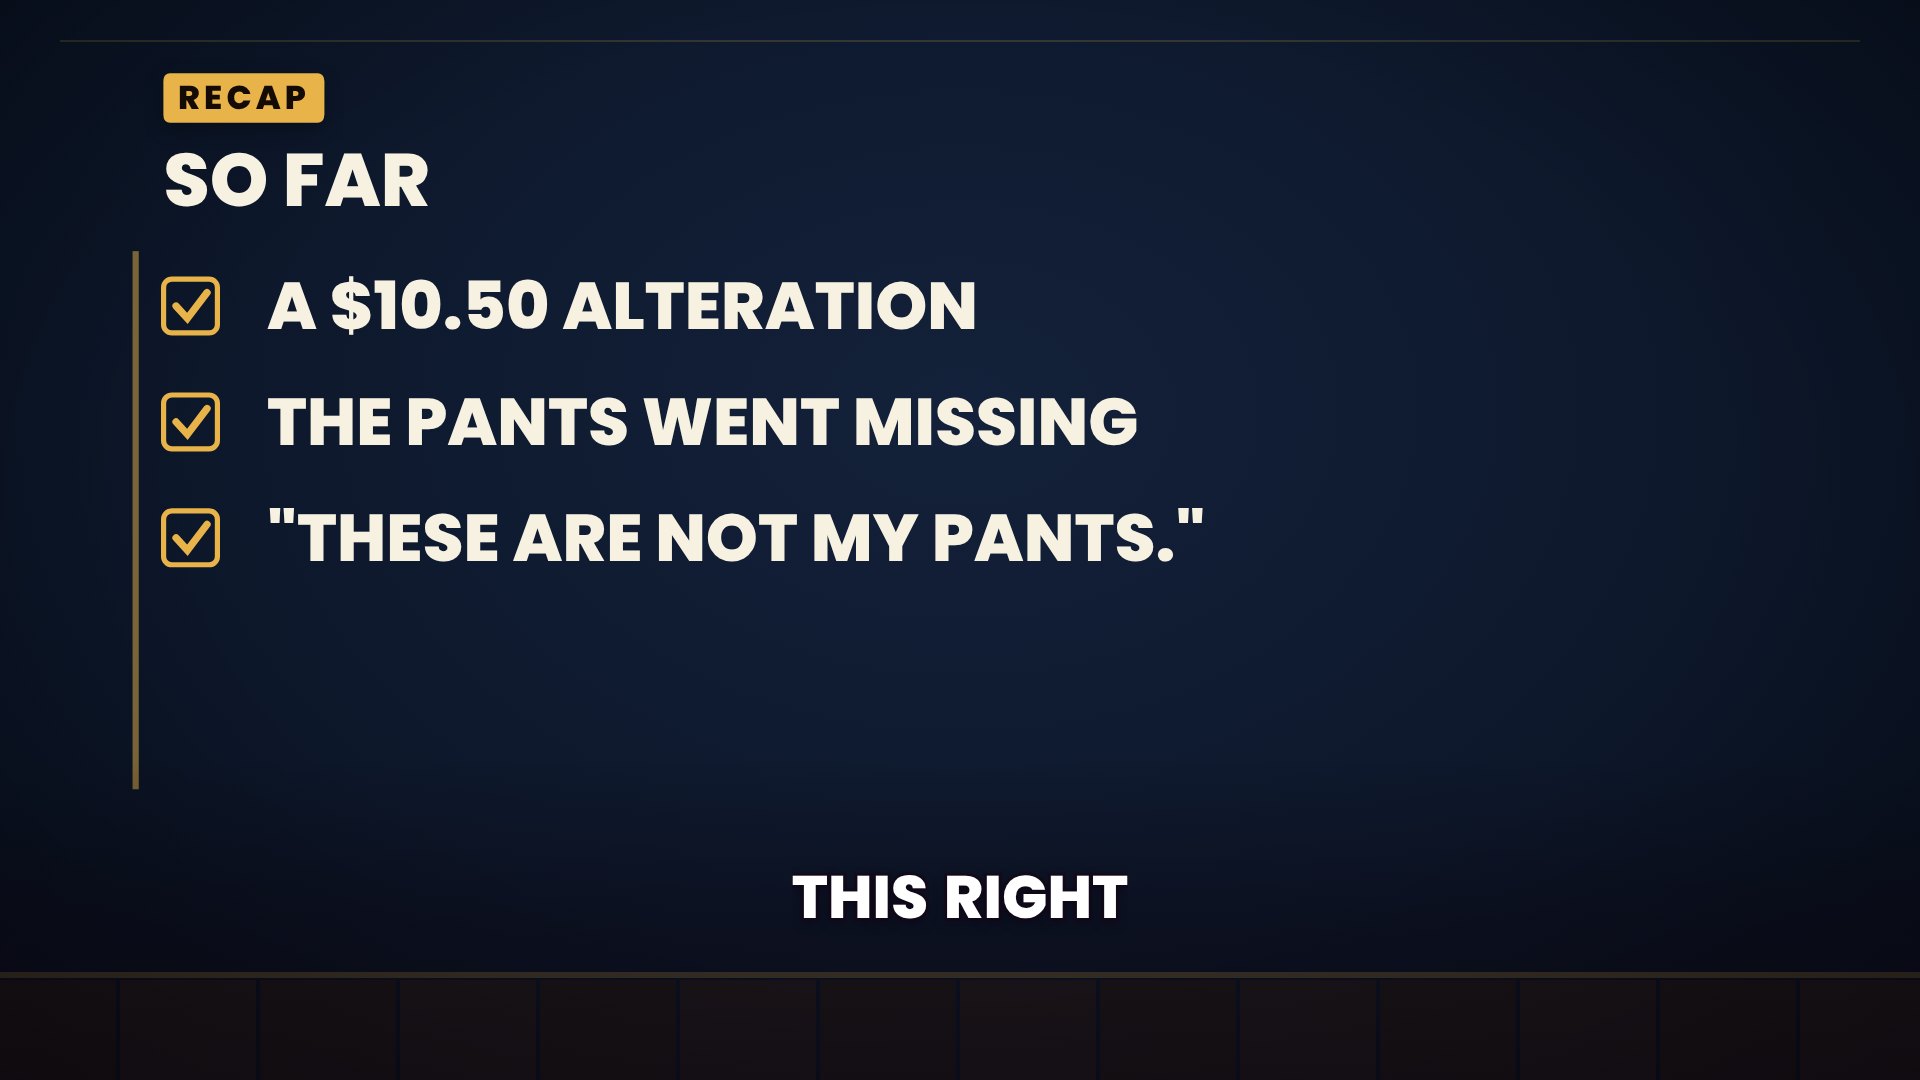 RECAP
SO FAR
A $10.50 ALTERATION
THE PANTS WENT MISSING
"THESE ARE NOT MY PANTS."
THIS RIGHT